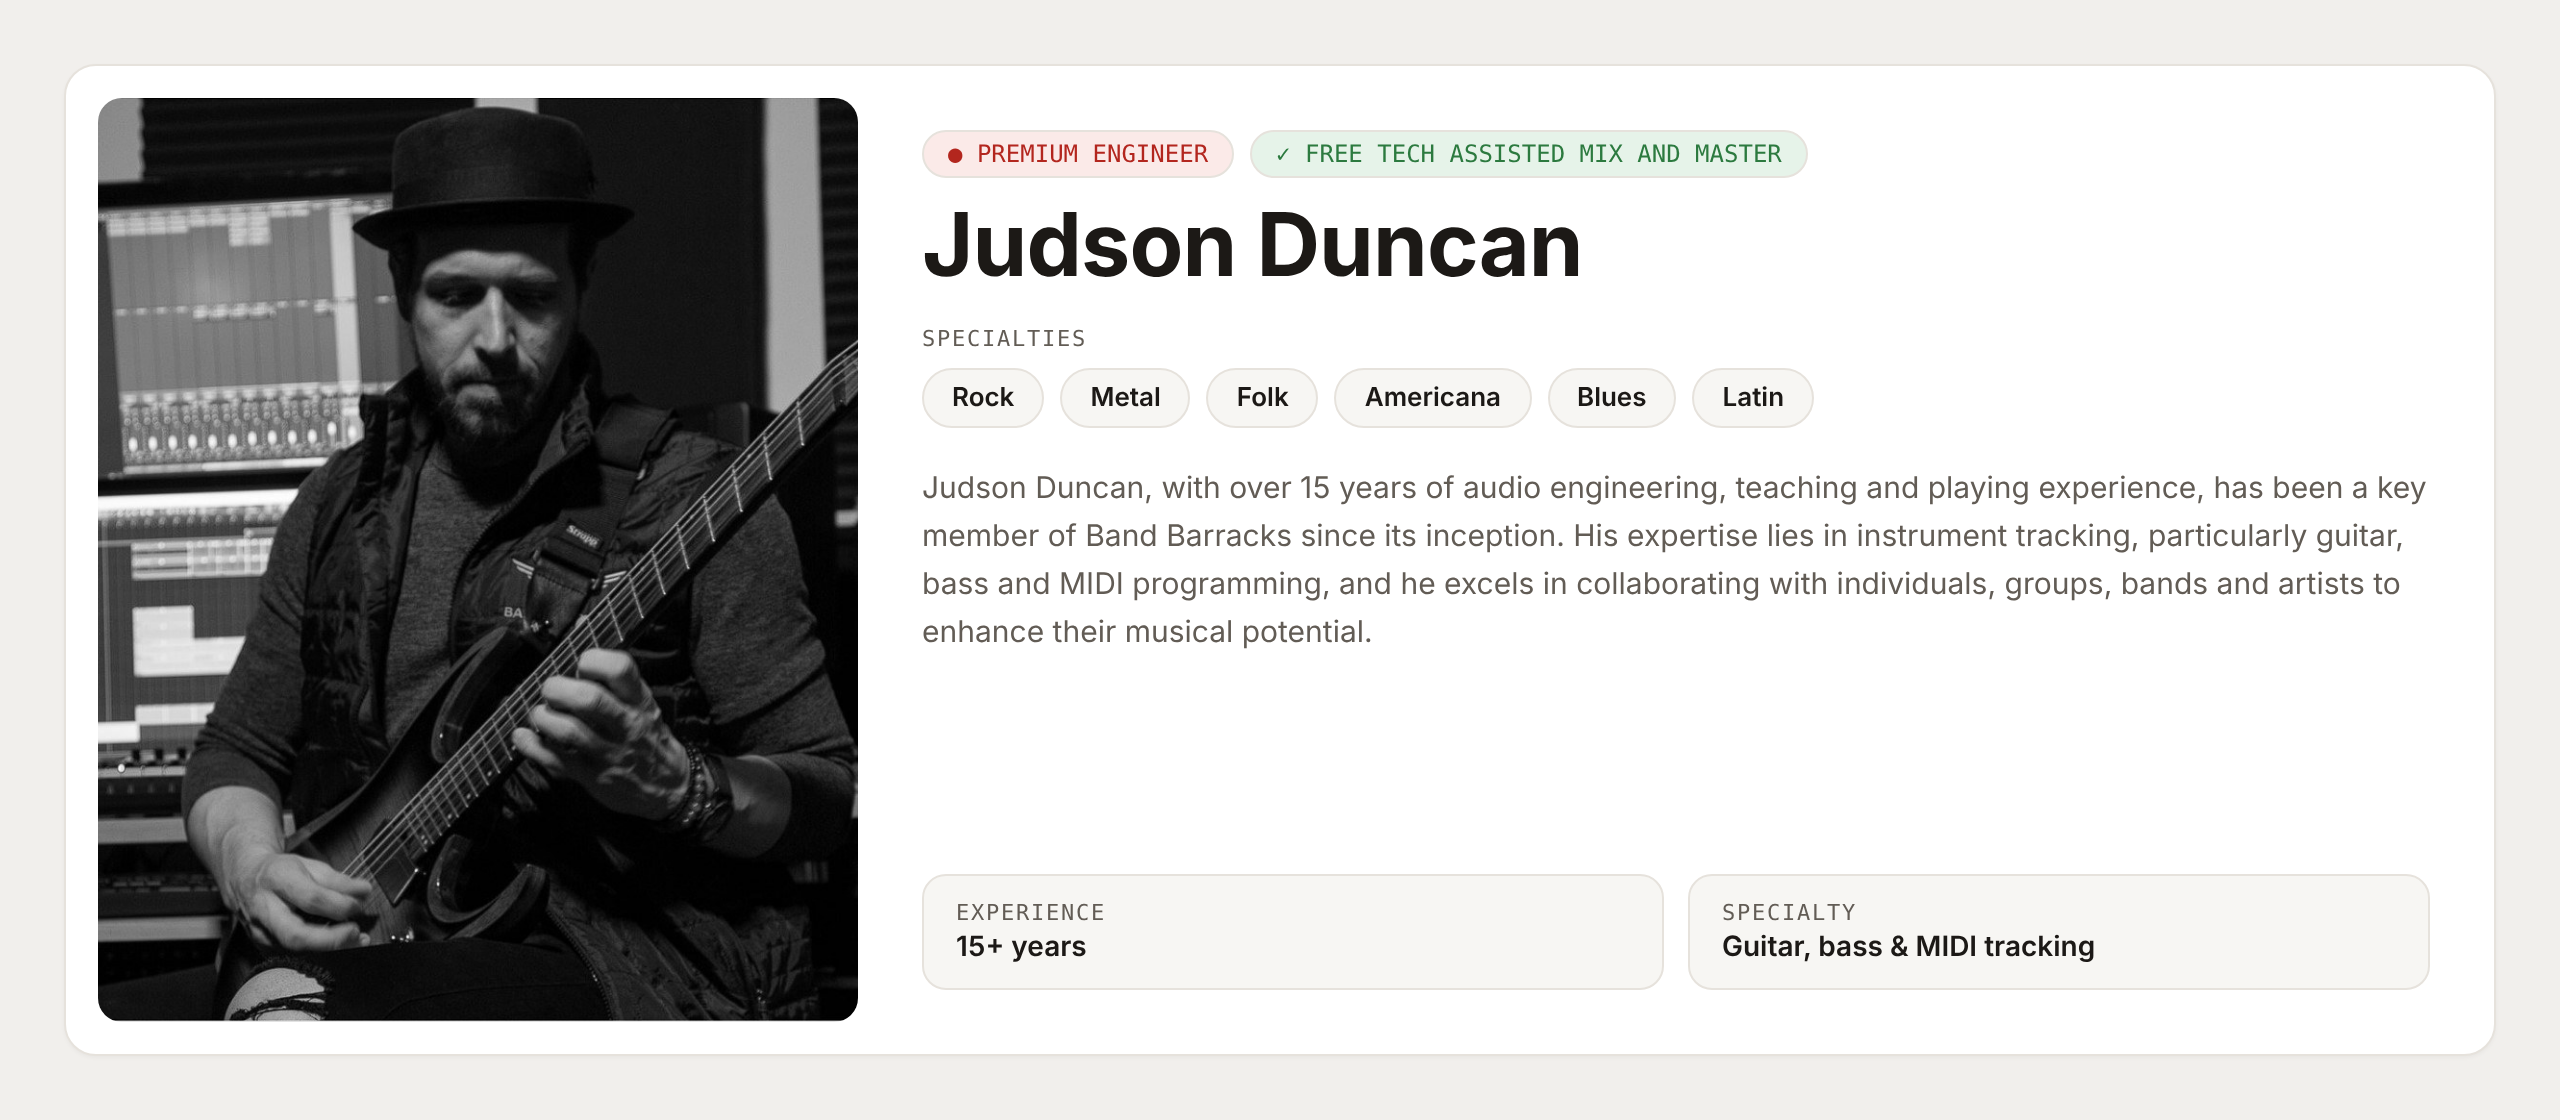 ● PREMIUM ENGINEER
✓ FREE TECH ASSISTED MIX AND MASTER
Judson Duncan
SPECIALTIES
Rock Metal Folk Americana Blues Latin
Judson Duncan, with over 15 years of audio engineering, teaching and playing experience, has been a key
member of Band Barracks since its inception. His expertise lies in instrument tracking, particularly guitar,
bass and MIDI programming, and he excels in collaborating with individuals, groups, bands and artists to
enhance their musical potential.
EXPERIENCE
15+ years
SPECIALTY
Guitar, bass & MIDI tracking